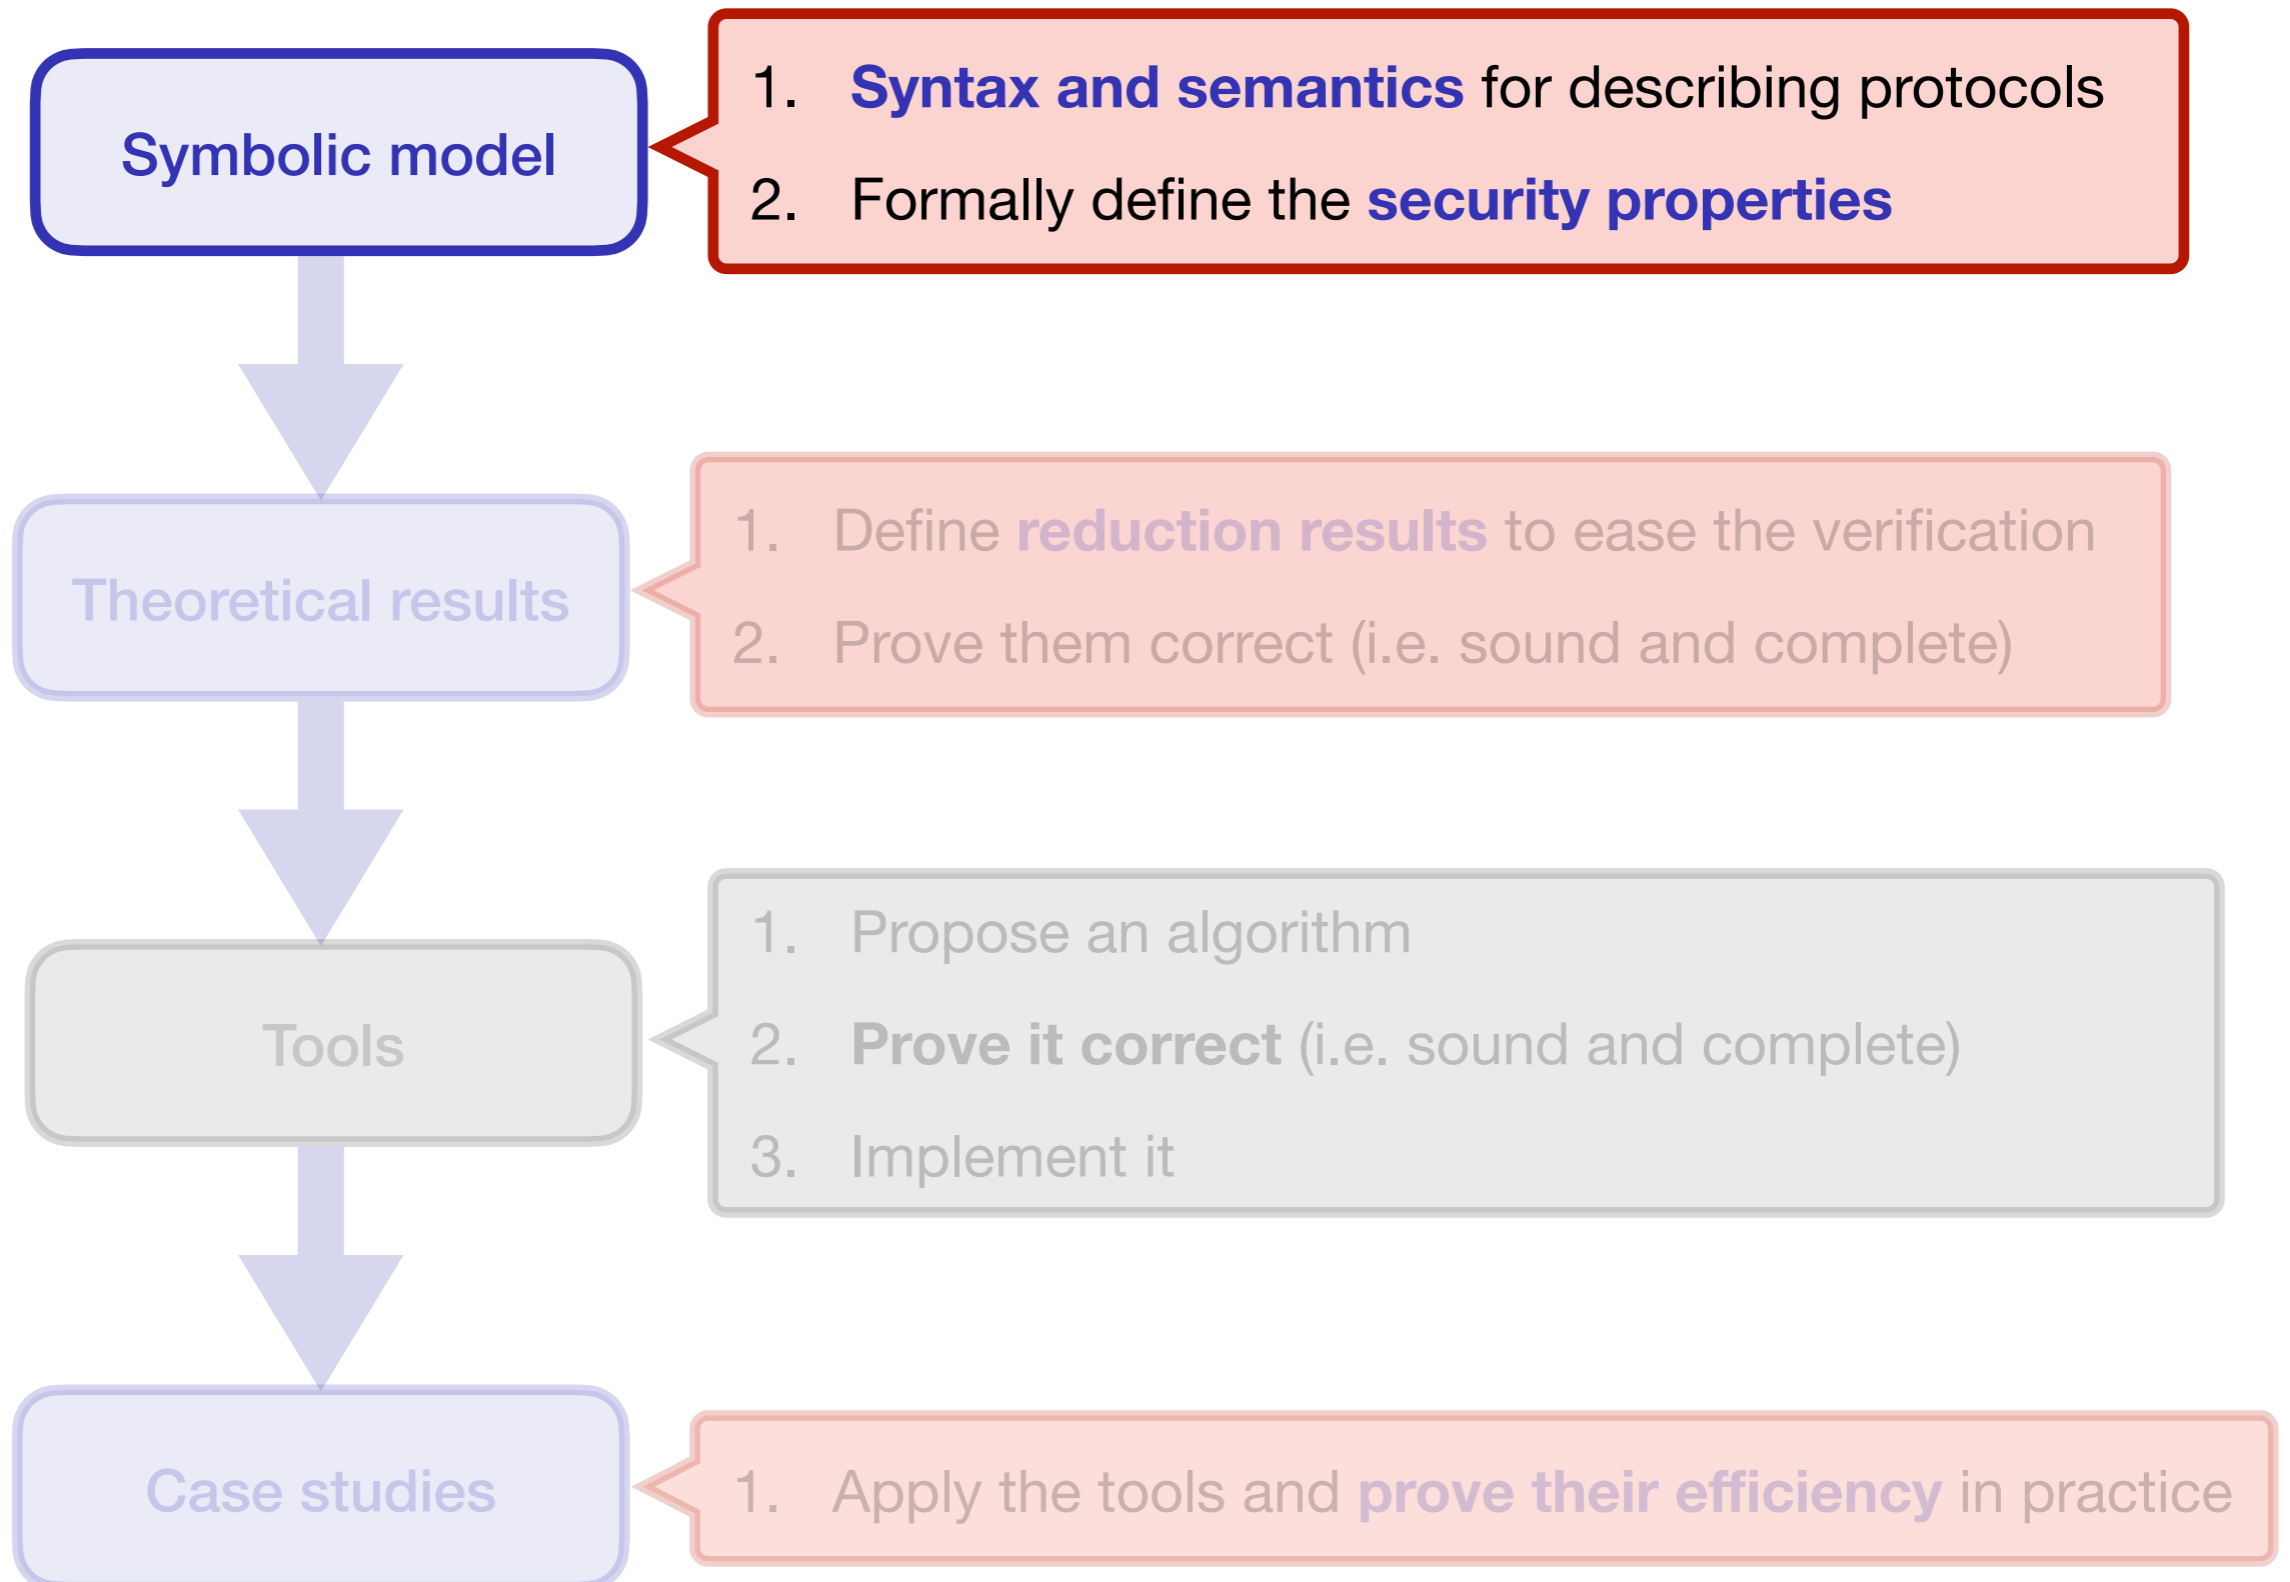 Symbolic model
1. Syntax and semantics for describing protocols
2. Formally define the security properties
Theoretical results
1. Define reduction results to ease the verification
2. Prove them correct (i.e. sound and complete)
Tools
1. Propose an algorithm
2. Prove it correct (i.e. sound and complete)
3. Implement it
Case studies
1. Apply the tools and prove their efficiency in practice